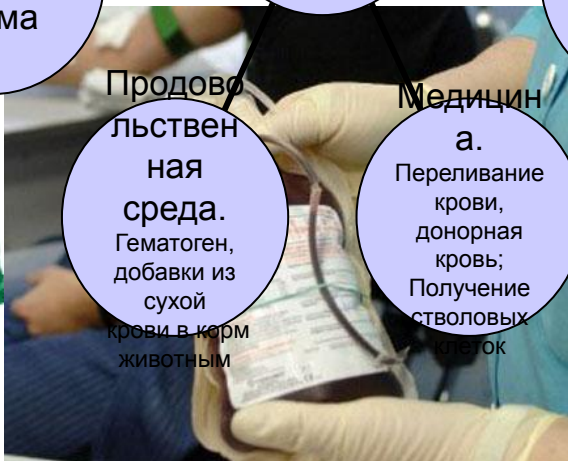 ма
Продово
льствен
ная
среда.
Гематоген,
добавки из
сухой
крови в корм
животным
Медицин
а.
Переливание
крови,
донорная
кровь;
Получение
стволовых
клеток